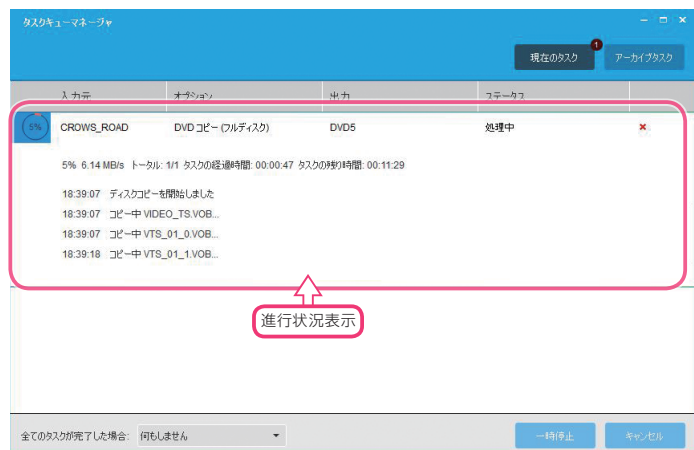 タスクキューマネージャ
現在のタスク 1 アーカイブタスク
入力元 オプション 出力 ステータス
5% CROWS_ROAD DVD コピー (フルディスク) DVD5 処理中
5% 6.14 MB/s トータル: 1/1 タスクの経過時間: 00:00:47 タスクの残り時間: 00:11:29
18:39:07 ディスクコピーを開始しました
18:39:07 コピー中 VIDEO_TS.VOB...
18:39:07 コピー中 VTS_01_0.VOB...
18:39:18 コピー中 VTS_01_1.VOB...
進行状況表示
全てのタスクが完了した場合: 何もしません 一時停止 キャンセル